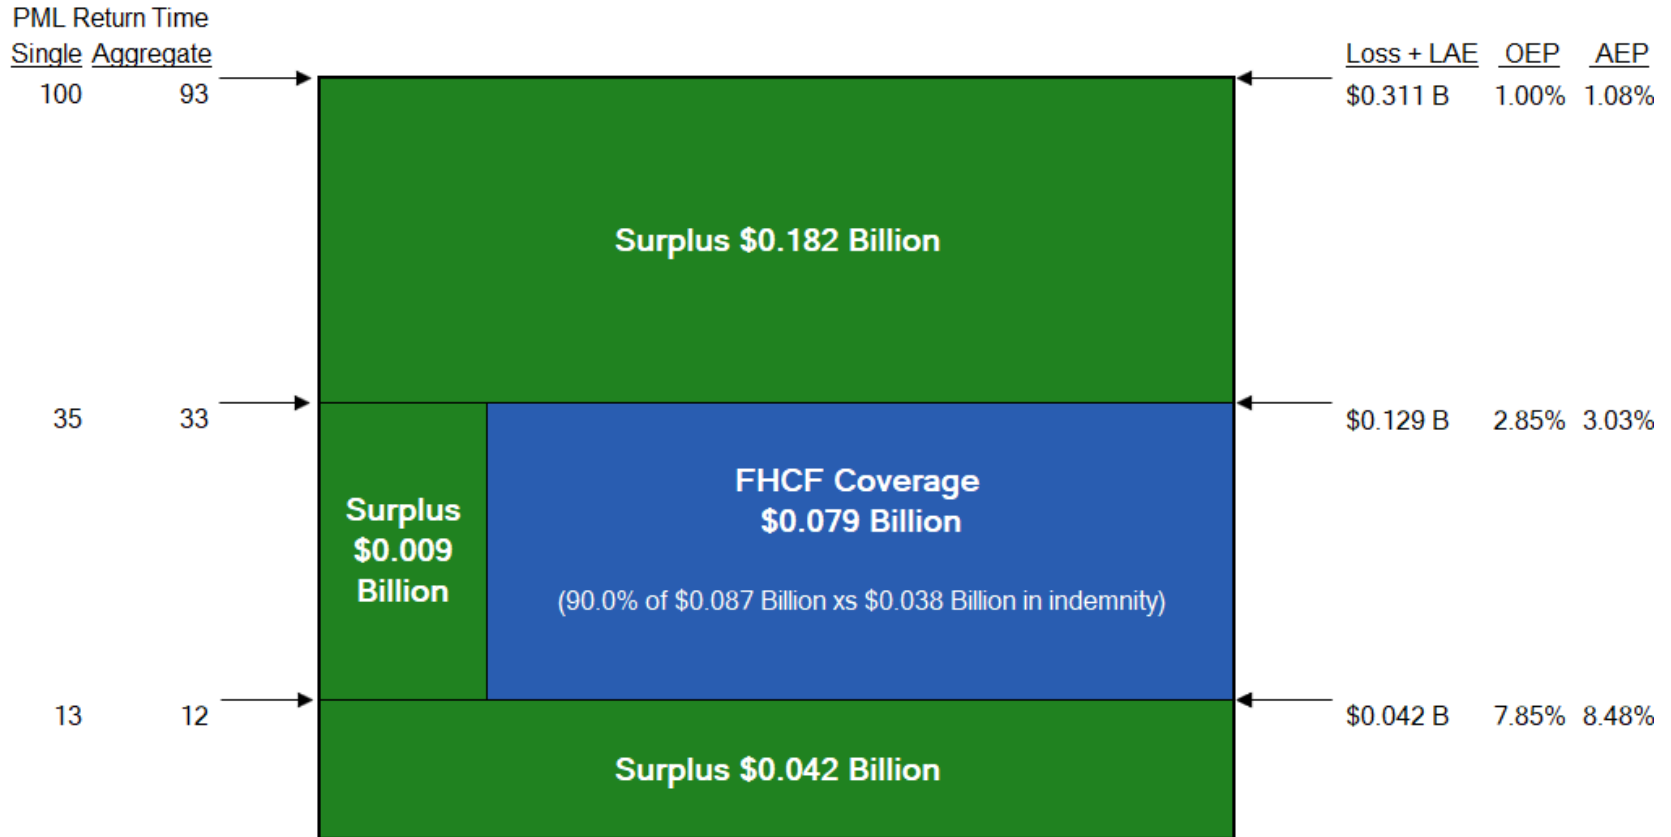 PML Return Time
Single Aggregate
Loss + LAE OEP AEP
100 93
$0.311 B 1.00% 1.08%
Surplus $0.182 Billion
35 33
$0.129 B 2.85% 3.03%
Surplus
$0.009
Billion
FHCF Coverage
$0.079 Billion
(90.0% of $0.087 Billion xs $0.038 Billion in indemnity)
13 12
$0.042 B 7.85% 8.48%
Surplus $0.042 Billion